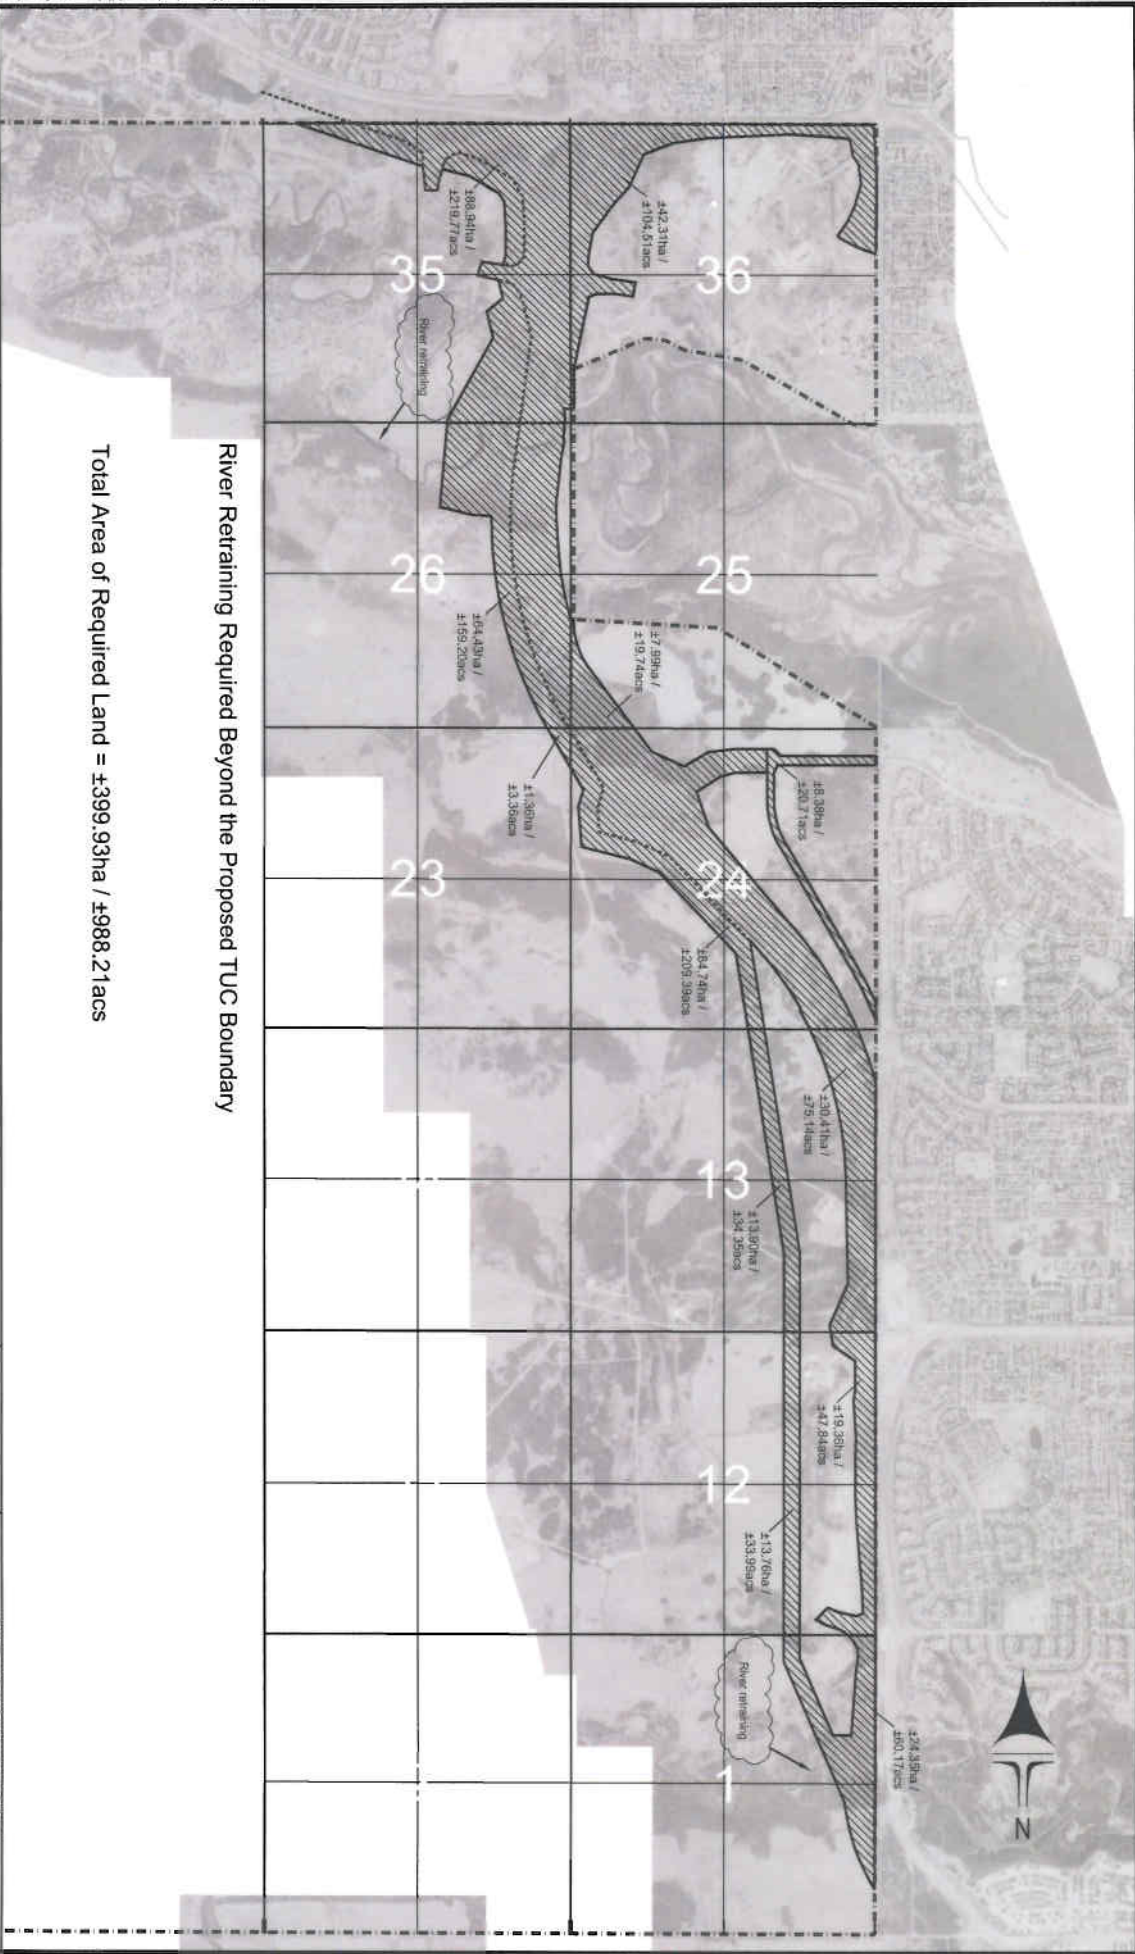 36
±42.31ha /
±104.51acs
35
±88.94ha /
±219.77acs
River retraining
25
26
±7.99ha /
±19.74acs
±64.43ha /
±159.20acs
±8.38ha /
±20.71acs
±1.36ha /
±3.36acs
24
23
±84.74ha /
±209.39acs
±30.41ha /
±75.14acs
13
±13.90ha /
±34.35acs
±19.36ha /
±47.84acs
12
±13.76ha /
±33.99acs
River retraining
±24.35ha /
±60.17acs
1
N
River Retraining Required Beyond the Proposed TUC Boundary
Total Area of Required Land = ±399.93ha / ±988.21acs